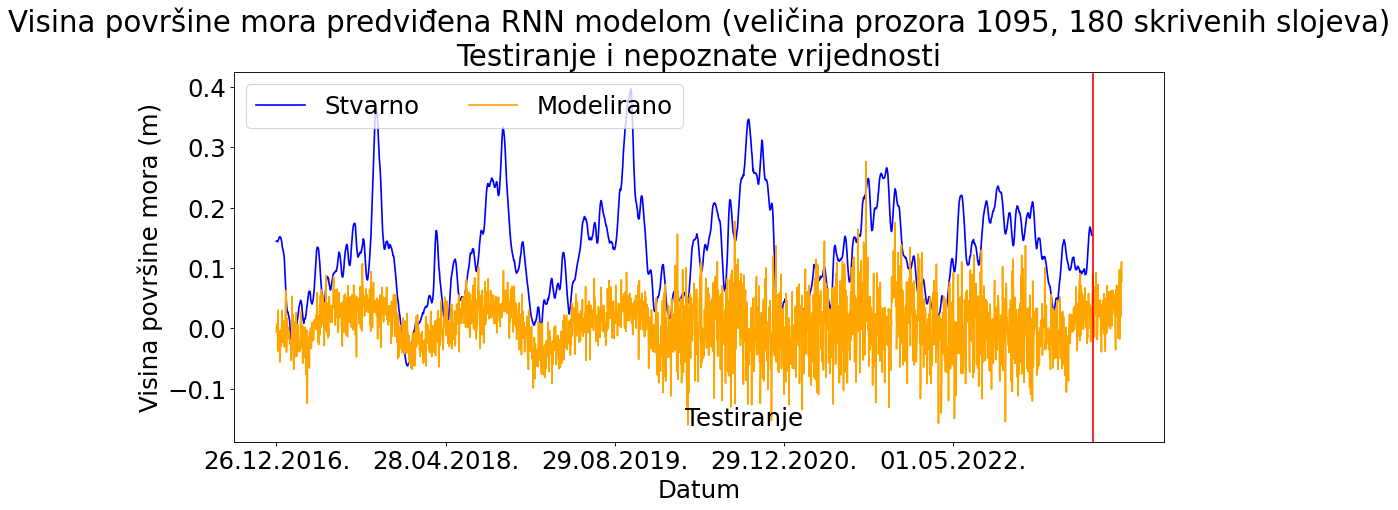 Visina površine mora predviđena RNN modelom (veličina prozora 1095, 180 skrivenih slojeva)
Testiranje i nepoznate vrijednosti
Stvarno
Modelirano
Visina površine mora (m)
0.4
0.3
0.2
0.1
0.0
−0.1
Testiranje
26.12.2016.
28.04.2018.
29.08.2019.
29.12.2020.
01.05.2022.
Datum